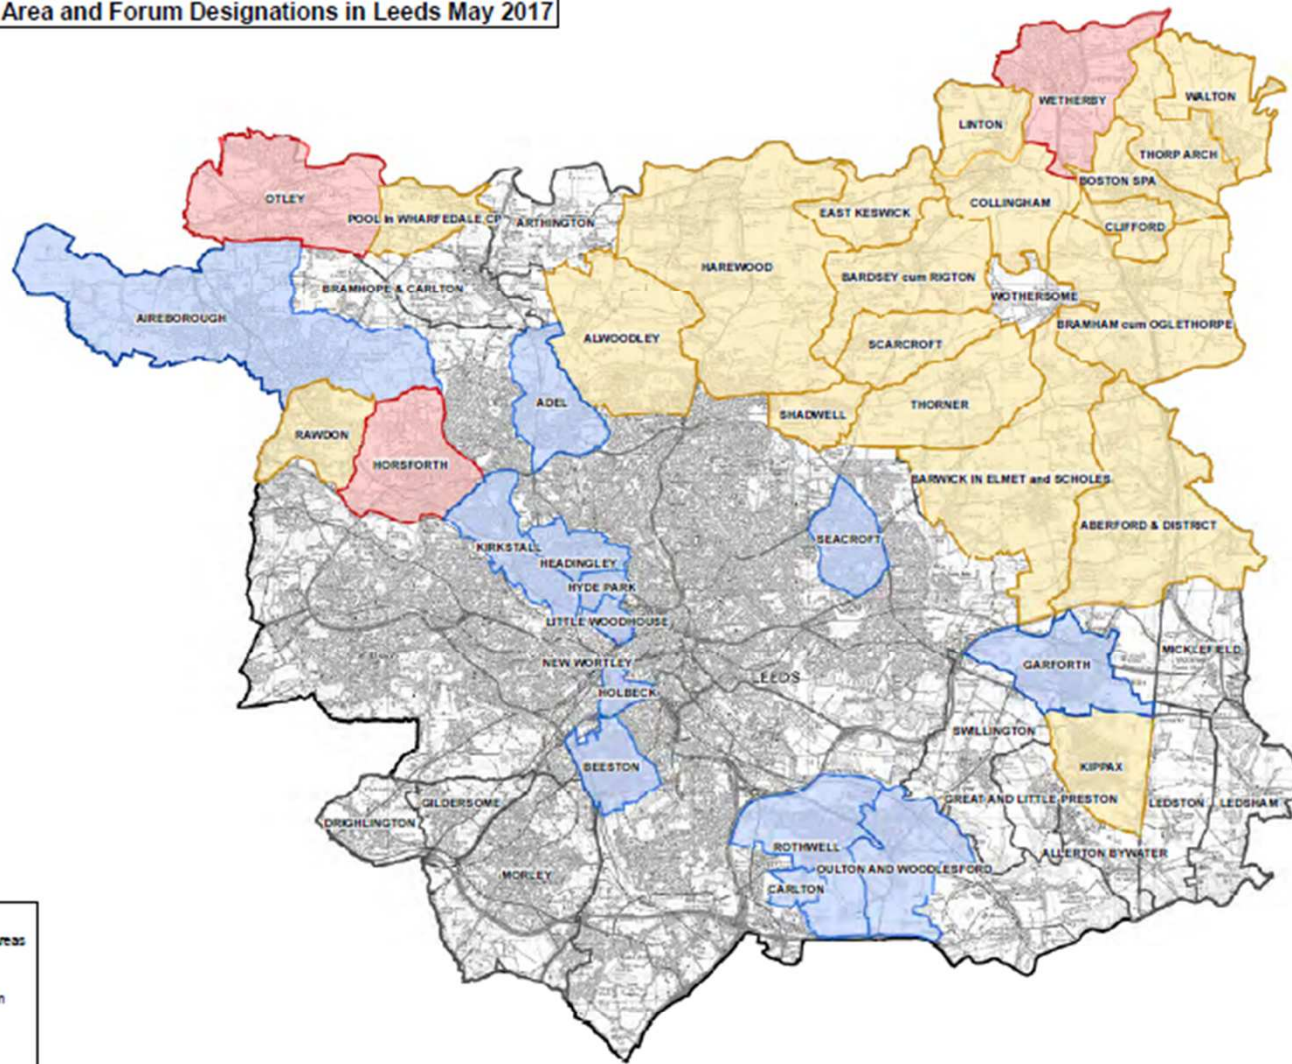 Area and Forum Designations in Leeds May 2017
WETHERBY
WALTON
LINTON
THORP ARCH
BOSTON SPA
OTLEY
COLLINGHAM
POOL in WHARFEDALE CP
ARTHINGTON
EAST KESWICK
CLIFFORD
HAREWOOD
BARDSEY cum RIGTON
BRAMHOPE & CARLTON
WOTHERSOME
AIREBOROUGH
BRAMHAM cum OGLETHORPE
ALWOODLEY
SCARCROFT
ADEL
THORNER
SHADWELL
RAWDON
HORSFORTH
BARWICK IN ELMET and SCHOLES
ABERFORD & DISTRICT
SEACROFT
KIRKSTALL
HEADINGLEY
HYDE PARK
LITTLE WOODHOUSE
MICKLEFIELD
NEW WORTLEY
GARFORTH
LEEDS
HOLBECK
SWILLINGTON
BEESTON
KIPPAX
GREAT AND LITTLE PRESTON
GILDERSOME
LEDSTON
LEDSHAM
DRIGHLINGTON
ROTHWELL
ALLERTON BYWATER
OULTON AND WOODLESFORD
MORLEY
CARLTON